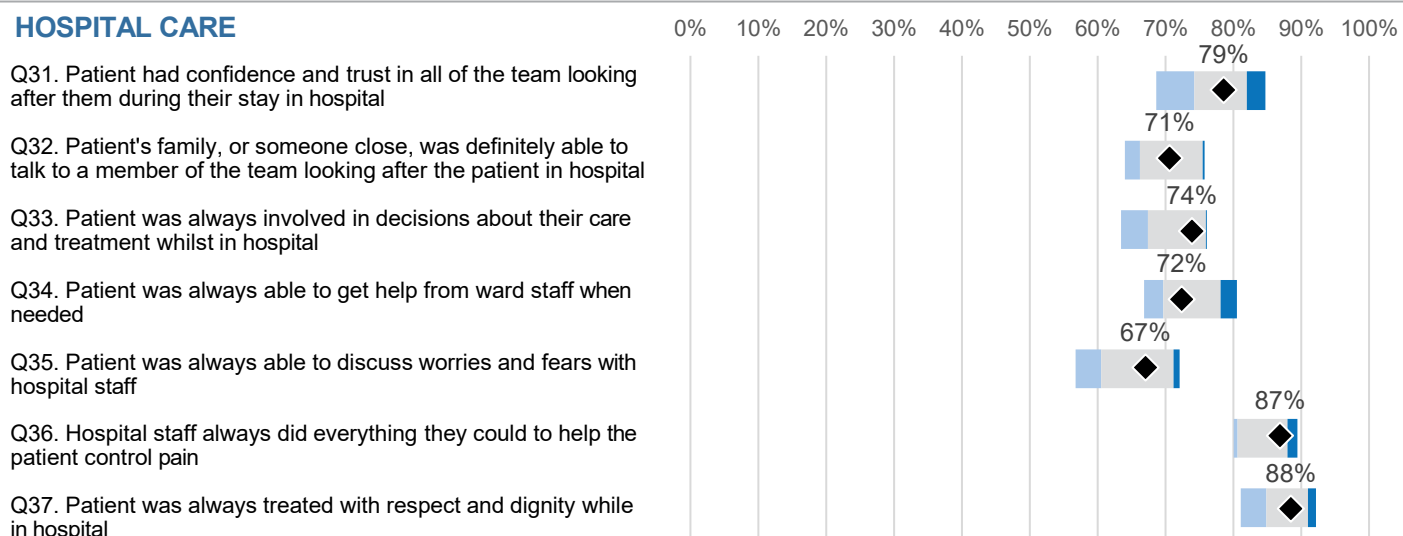 HOSPITAL CARE
0% 10% 20% 30% 40% 50% 60% 70% 80% 90% 100%
79%
Q31. Patient had confidence and trust in all of the team looking
after them during their stay in hospital
71%
Q32. Patient's family, or someone close, was definitely able to
talk to a member of the team looking after the patient in hospital
74%
Q33. Patient was always involved in decisions about their care
and treatment whilst in hospital
72%
Q34. Patient was always able to get help from ward staff when
needed
67%
Q35. Patient was always able to discuss worries and fears with
hospital staff
87%
Q36. Hospital staff always did everything they could to help the
patient control pain
88%
Q37. Patient was always treated with respect and dignity while
in hospital